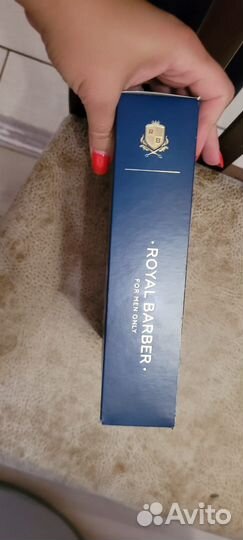 R B
· ROYAL BARBER ·
FOR MEN ONLY
Avito